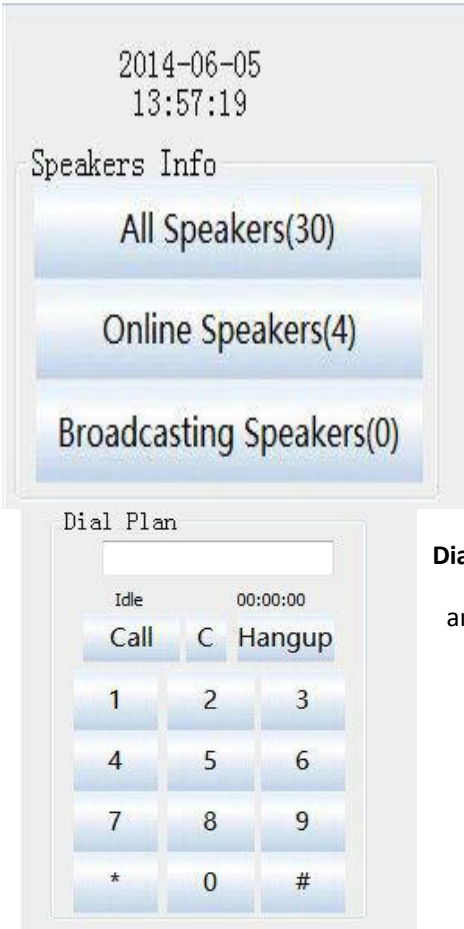 2014-06-05
13:57:19
Speakers Info
All Speakers(30)
Online Speakers(4)
Broadcasting Speakers(0)
Dial Plan
Idle 00:00:00
Call C Hangup
1 2 3
4 5 6
7 8 9
* 0 #